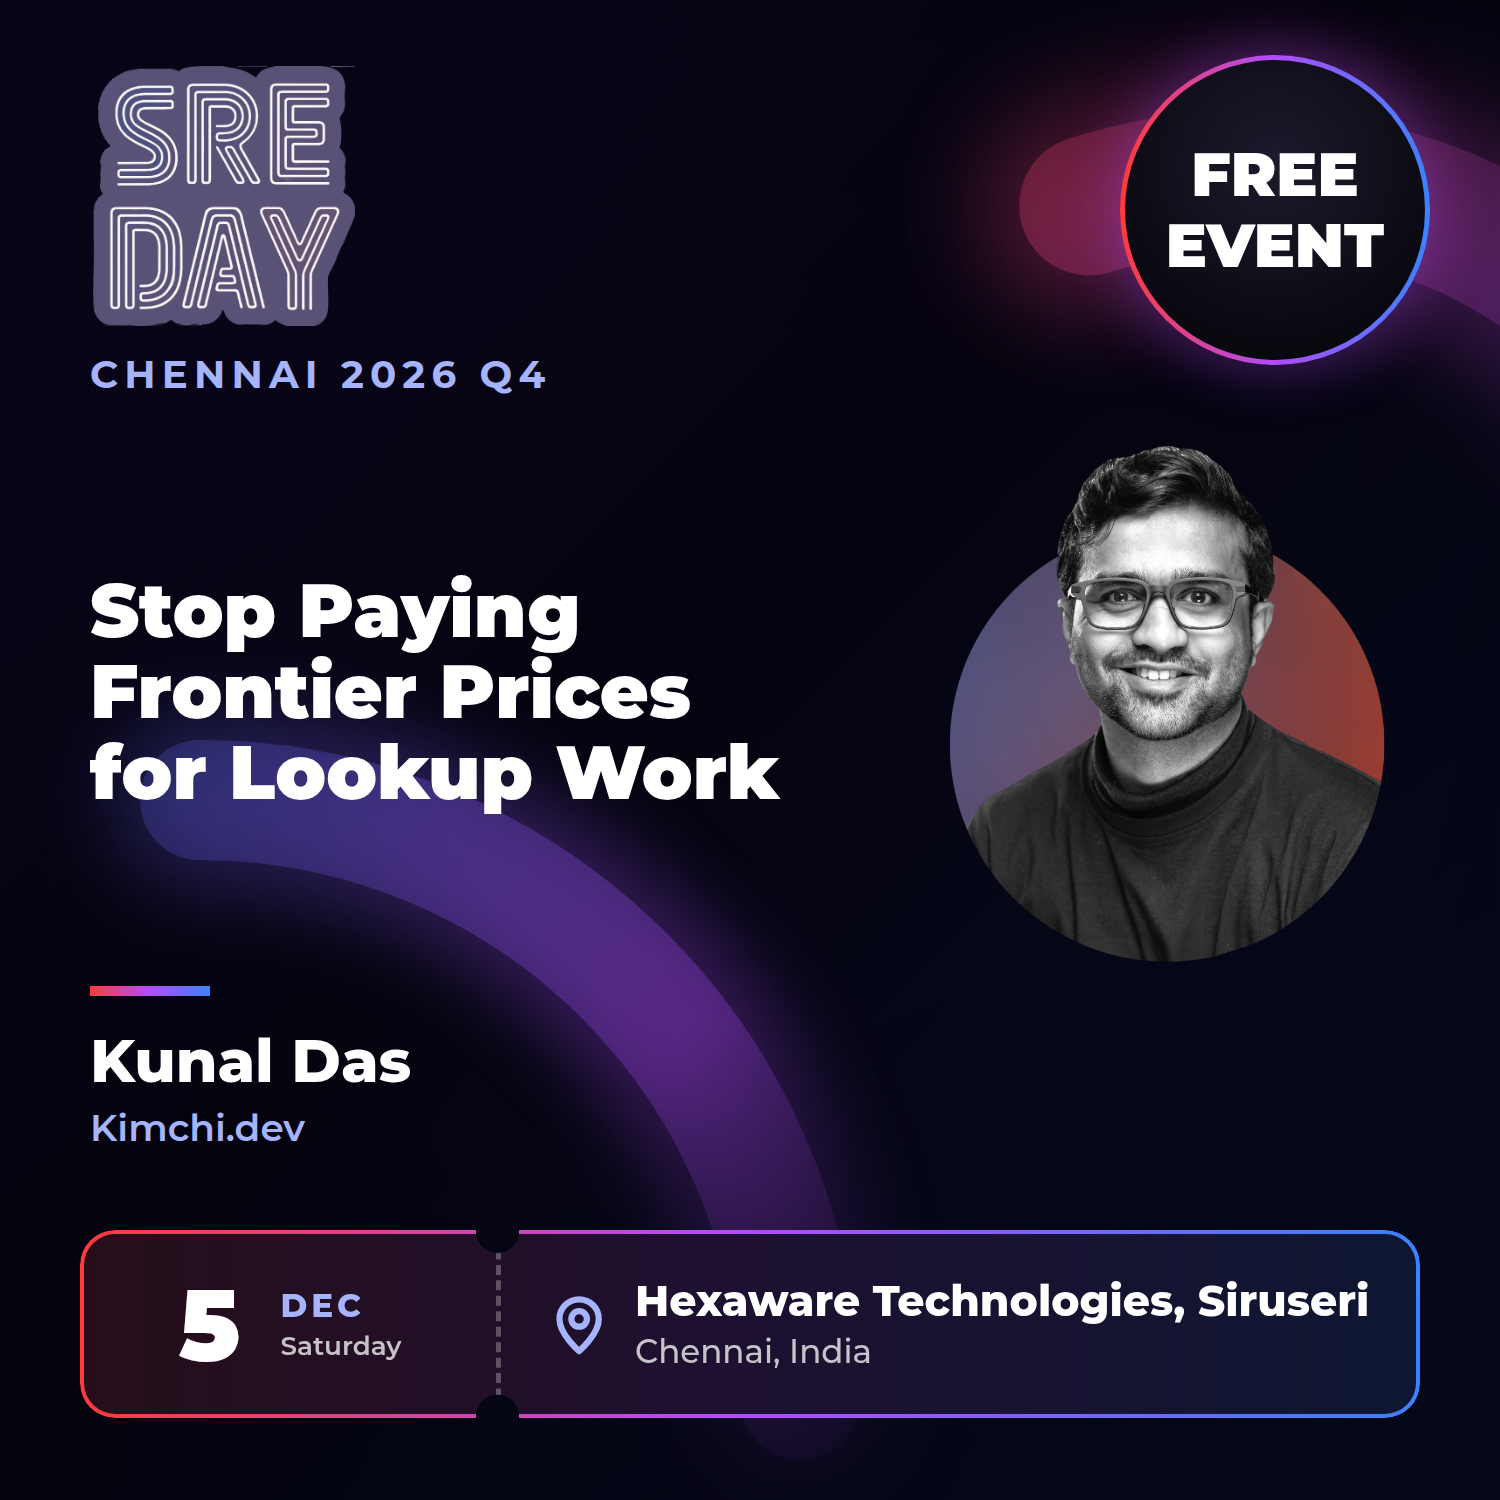 SRE
DAY
CHENNAI 2026 Q4
FREE
EVENT
Stop Paying
Frontier Prices
for Lookup Work
Kunal Das
Kimchi.dev
5
DEC
Saturday
Hexaware Technologies, Siruseri
Chennai, India